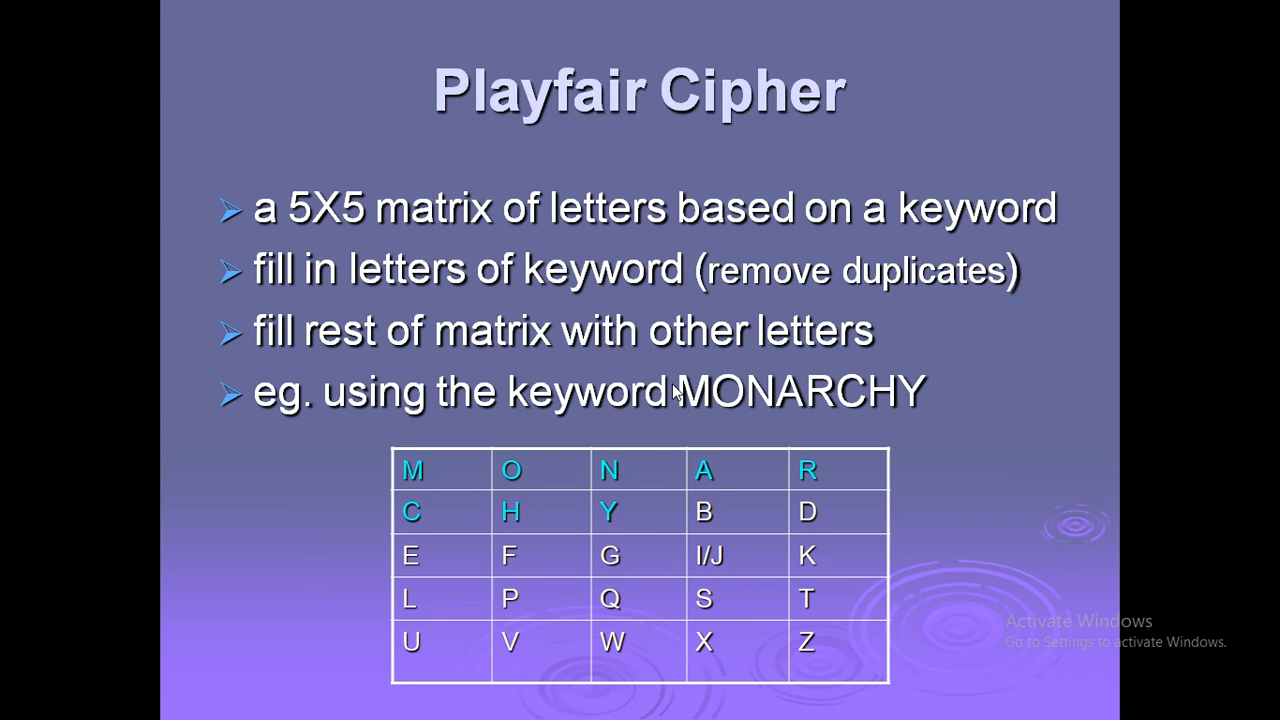 Playfair Cipher
a 5X5 matrix of letters based on a keyword
fill in letters of keyword (remove duplicates)
fill rest of matrix with other letters
eg. using the keyword MONARCHY
M O N A R
C H Y B D
E F G I/J K
L P Q S T
U V W X Z
Activate Windows
Go to Settings to activate Windows.